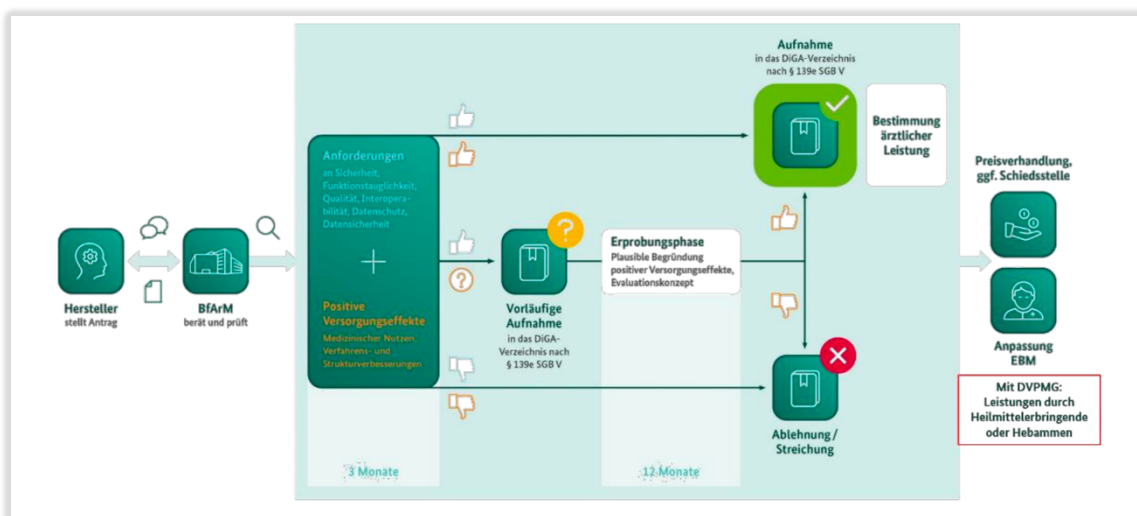 Hersteller
stellt Antrag
BfArM
berät und prüft
Anforderungen
an Sicherheit,
Funktionstauglichkeit,
Qualität, Interopera-
bilität, Datenschutz,
Datensicherheit
Positive
Versorgungseffekte
Medizinischer Nutzen,
Verfahrens- und
Strukturverbesserungen
3 Monate
Vorläufige
Aufnahme
in das DiGA-
Verzeichnis nach
§ 139e SGB V
Erprobungsphase
Plausible Begründung
positiver Versorgungseffekte,
Evaluationskonzept
12 Monate
Aufnahme
in das DiGA-Verzeichnis
nach § 139e SGB V
Bestimmung
ärztlicher
Leistung
Ablehnung /
Streichung
Preisverhandlung,
ggf. Schiedsstelle
Anpassung
EBM
Mit DVPMG:
Leistungen durch
Heilmittelerbringende
oder Hebammen